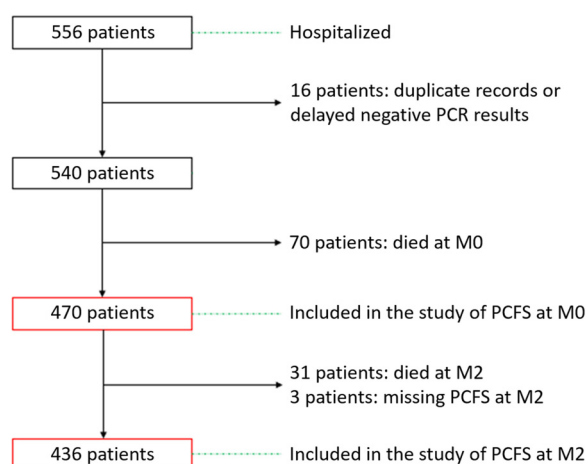 556 patients
Hospitalized
16 patients: duplicate records or
delayed negative PCR results
540 patients
70 patients: died at M0
470 patients
Included in the study of PCFS at M0
31 patients: died at M2
3 patients: missing PCFS at M2
436 patients
Included in the study of PCFS at M2